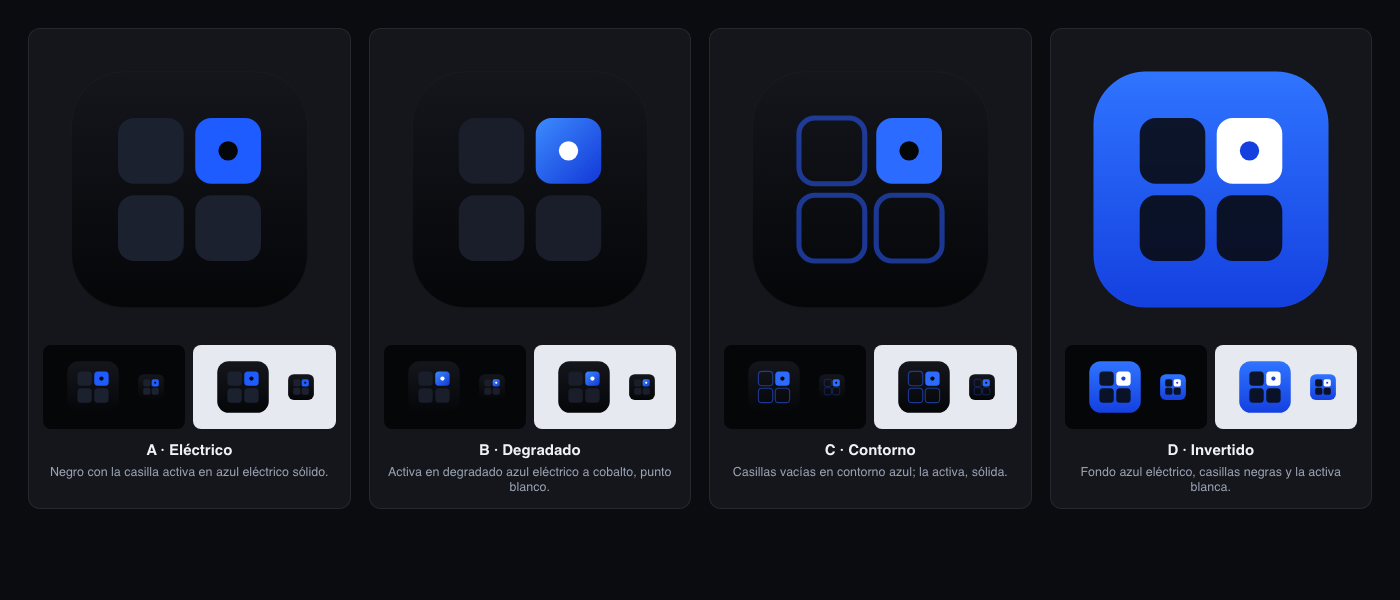 A · Eléctrico
Negro con la casilla activa en azul eléctrico sólido.
B · Degradado
Activa en degradado azul eléctrico a cobalto, punto
blanco.
C · Contorno
Casillas vacías en contorno azul; la activa, sólida.
D · Invertido
Fondo azul eléctrico, casillas negras y la activa
blanca.